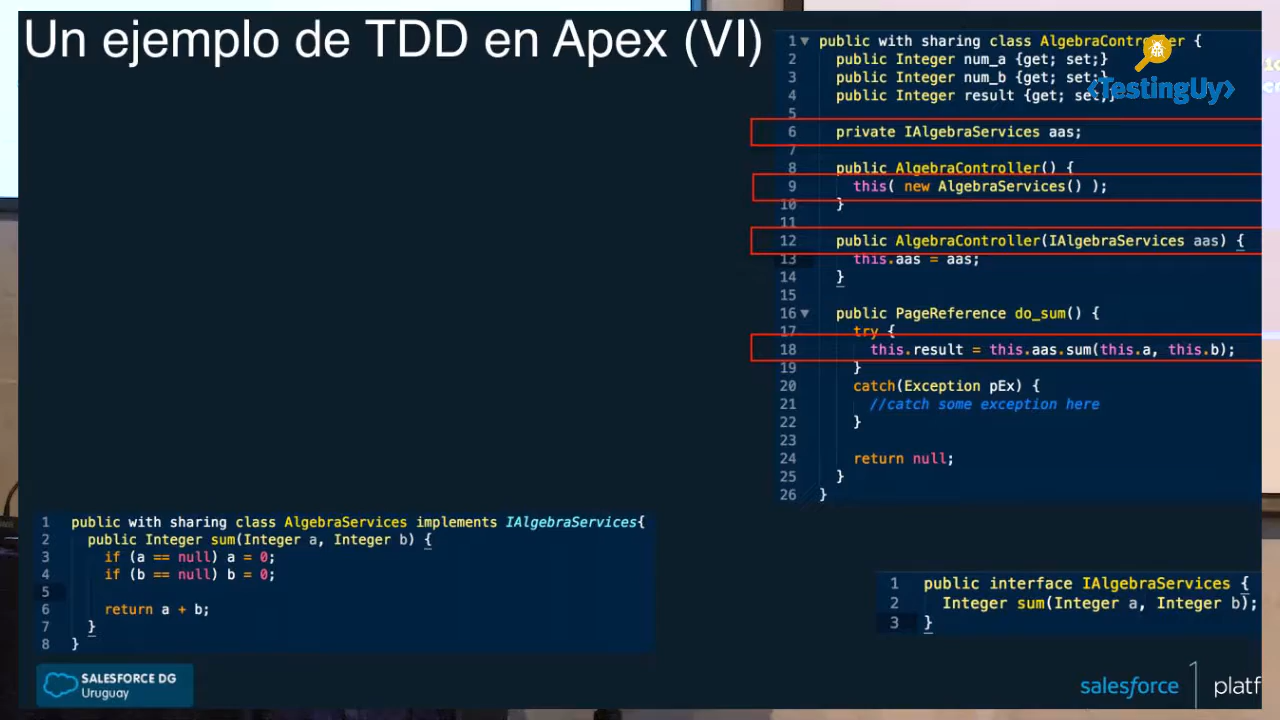 Un ejemplo de TDD en Apex (VI)
<TestingUy>
1 public with sharing class AlgebraController {
2 public Integer num_a {get; set;}
3 public Integer num_b {get; set;}
4 public Integer result {get; set;}
5
6 private IAlgebraServices aas;
7
8 public AlgebraController() {
9 this( new AlgebraServices() );
10 }
11
12 public AlgebraController(IAlgebraServices aas) {
13 this.aas = aas;
14 }
15
16 public PageReference do_sum() {
17 try {
18 this.result = this.aas.sum(this.a, this.b);
19 }
20 catch(Exception pEx) {
21 //catch some exception here
22 }
23
24 return null;
25 }
26 }
1 public with sharing class AlgebraServices implements IAlgebraServices{
2 public Integer sum(Integer a, Integer b) {
3 if (a == null) a = 0;
4 if (b == null) b = 0;
5
6 return a + b;
7 }
8 }
1 public interface IAlgebraServices {
2 Integer sum(Integer a, Integer b);
3 }
SALESFORCE DG
Uruguay
salesforce
platf